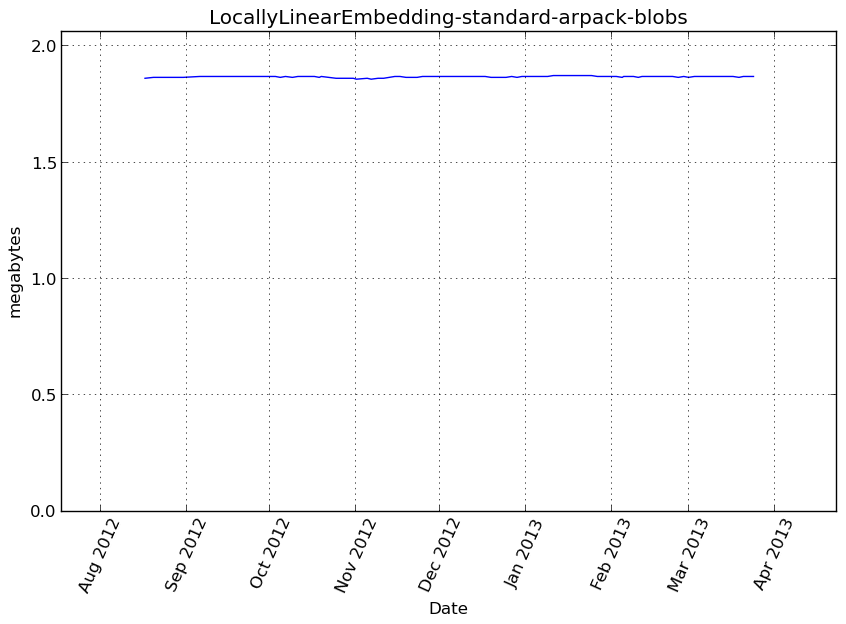 LocallyLinearEmbedding-standard-arpack-blobs
2.0
1.5
1.0
0.5
0.0
megabytes
Aug 2012
Sep 2012
Oct 2012
Nov 2012
Dec 2012
Jan 2013
Feb 2013
Mar 2013
Apr 2013
Date